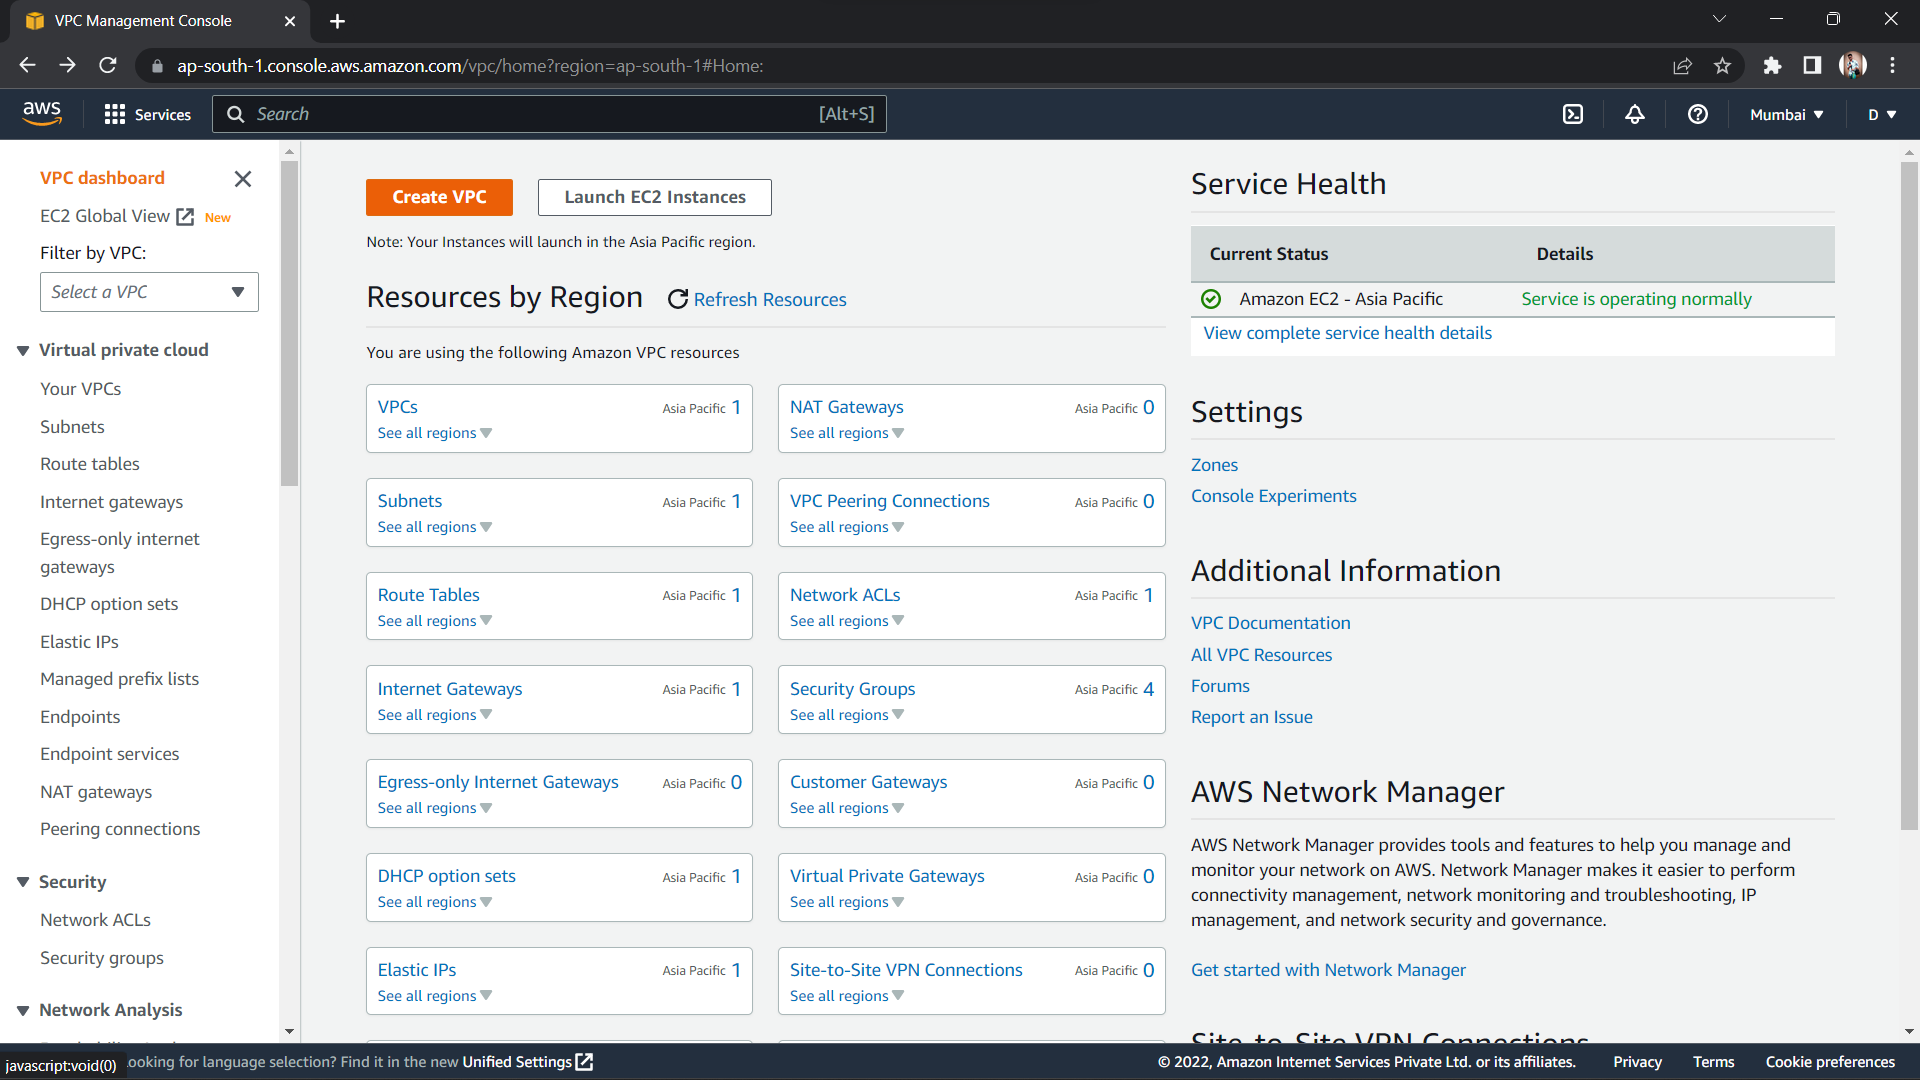 VPC Management Console
ap-south-1.console.aws.amazon.com/vpc/home?region=ap-south-1#Home:
aws
Services
Search
[Alt+S]
Mumbai
D
VPC dashboard
EC2 Global View
New
Filter by VPC:
Select a VPC
Virtual private cloud
Your VPCs
Subnets
Route tables
Internet gateways
Egress-only internet
gateways
DHCP option sets
Elastic IPs
Managed prefix lists
Endpoints
Endpoint services
NAT gateways
Peering connections
Security
Network ACLs
Security groups
Network Analysis
Create VPC
Launch EC2 Instances
Note: Your Instances will launch in the Asia Pacific region.
Resources by Region
Refresh Resources
You are using the following Amazon VPC resources
VPCs Asia Pacific 1
See all regions
NAT Gateways Asia Pacific 0
See all regions
Subnets Asia Pacific 1
See all regions
VPC Peering Connections Asia Pacific 0
See all regions
Route Tables Asia Pacific 1
See all regions
Network ACLs Asia Pacific 1
See all regions
Internet Gateways Asia Pacific 1
See all regions
Security Groups Asia Pacific 4
See all regions
Egress-only Internet Gateways Asia Pacific 0
See all regions
Customer Gateways Asia Pacific 0
See all regions
DHCP option sets Asia Pacific 1
See all regions
Virtual Private Gateways Asia Pacific 0
See all regions
Elastic IPs Asia Pacific 1
See all regions
Site-to-Site VPN Connections Asia Pacific 0
See all regions
Service Health
Current Status Details
Amazon EC2 - Asia Pacific Service is operating normally
View complete service health details
Settings
Zones
Console Experiments
Additional Information
VPC Documentation
All VPC Resources
Forums
Report an Issue
AWS Network Manager
AWS Network Manager provides tools and features to help you manage and
monitor your network on AWS. Network Manager makes it easier to perform
connectivity management, network monitoring and troubleshooting, IP
management, and network security and governance.
Get started with Network Manager
Site-to-Site VPN Connections
javascript:void(0)
ooking for language selection? Find it in the new Unified Settings
© 2022, Amazon Internet Services Private Ltd. or its affiliates.
Privacy
Terms
Cookie preferences